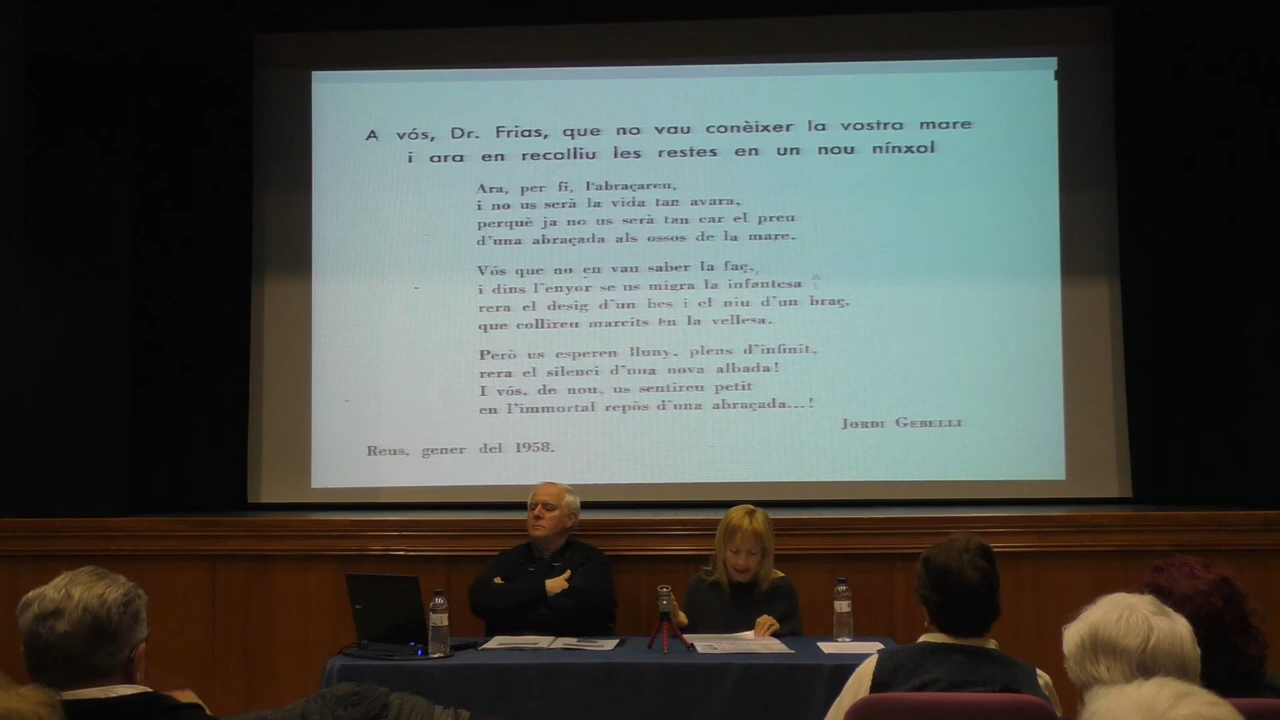 A vós, Dr. Frias, que no vau conèixer la vostra mare
i ara en recolliu les restes en un nou nínxol
Ara, per fi, l'abraçareu,
i no us serà la vida tan avara,
perquè ja no us serà tan car el preu
d'una abraçada als ossos de la mare.
Vós que no en vau saber la faç,
i dins l'enyor se us migra la infantesa
rera el desig d'un bes i el niu d'un braç,
que collireu marcits en la vellesa.
Però us esperen lluny, plens d'infinit,
rera el silenci d'una nova albada!
I vós, de nou, us sentireu petit
en l'immortal repòs d'una abraçada...!
JORDI GEBELLI
Reus, gener del 1958.